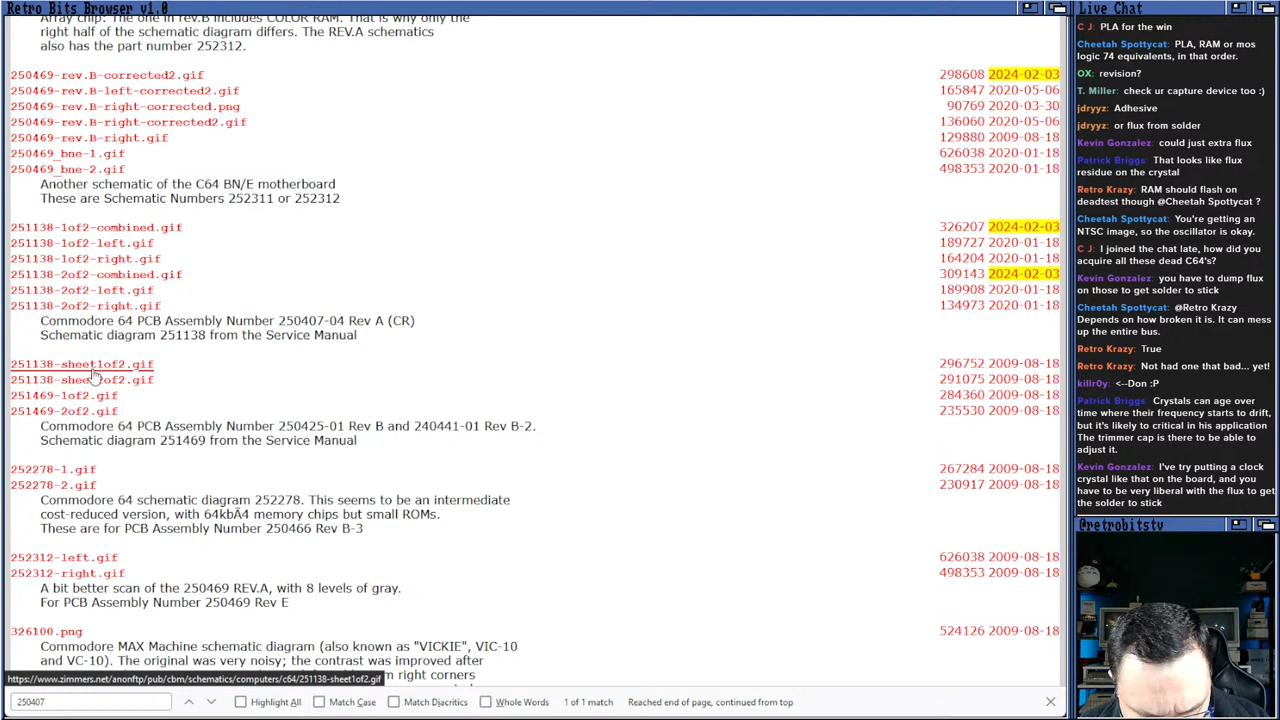 Retro Bits Browser v1.0
Array chip: The one in rev.B includes COLOR RAM. That is why only the
right half of the schematic diagram differs. The REV.A schematics
also has the part number 252312.
250469-rev.B-corrected2.gif 298608 2024-02-03
250469-rev.B-left-corrected2.gif 165847 2020-05-06
250469-rev.B-right-corrected.png 90769 2020-03-30
250469-rev.B-right-corrected2.gif 136060 2020-05-06
250469-rev.B-right.gif 129880 2009-08-18
250469_bne-1.gif 626038 2020-01-18
250469_bne-2.gif 498353 2020-01-18
Another schematic of the C64 BN/E motherboard
These are Schematic Numbers 252311 or 252312
251138-1of2-combined.gif 326207 2024-02-03
251138-1of2-left.gif 189727 2020-01-18
251138-1of2-right.gif 164204 2020-01-18
251138-2of2-combined.gif 309143 2024-02-03
251138-2of2-left.gif 189908 2020-01-18
251138-2of2-right.gif 134973 2020-01-18
Commodore 64 PCB Assembly Number 250407-04 Rev A (CR)
Schematic diagram 251138 from the Service Manual
251138-sheet1of2.gif 296752 2009-08-18
251138-sheet2of2.gif 291075 2009-08-18
251469-1of2.gif 284360 2009-08-18
251469-2of2.gif 235530 2009-08-18
Commodore 64 PCB Assembly Number 250425-01 Rev B and 240441-01 Rev B-2.
Schematic diagram 251469 from the Service Manual
252278-1.gif 267284 2009-08-18
252278-2.gif 230917 2009-08-18
Commodore 64 schematic diagram 252278. This seems to be an intermediate
cost-reduced version, with 64kbÃ4 memory chips but small ROMs.
These are for PCB Assembly Number 250466 Rev B-3
252312-left.gif 626038 2009-08-18
252312-right.gif 498353 2009-08-18
A bit better scan of the 250469 REV.A, with 8 levels of gray.
For PCB Assembly Number 250469 Rev E
326100.png 524126 2009-08-18
Commodore MAX Machine schematic diagram (also known as "VICKIE", VIC-10
and VC-10). The original was very noisy; the contrast was improved after
right corners
https://www.zimmers.net/anonftp/pub/cbm/schematics/computers/c64/251138-sheet1of2.gif
250407 Highlight All Match Case Match Diacritics Whole Words 1 of 1 match Reached end of page, continued from top
Live Chat
C J: PLA for the win
Cheetah Spottycat: PLA, RAM or mos
logic 74 equivalents, in that order.
OX: revision?
T. Miller: check ur capture device too :)
jdryyz: Adhesive
jdryyz: or flux from solder
Kevin Gonzalez: could just extra flux
Patrick Briggs: That looks like flux
residue on the crystal
Retro Krazy: RAM should flash on
deadtest though @Cheetah Spottycat ?
Cheetah Spottycat: You're getting an
NTSC image, so the oscillator is okay.
C J: I joined the chat late, how did you
acquire all these dead C64's?
Kevin Gonzalez: you have to dump flux
on those to get solder to stick
Cheetah Spottycat: @Retro Krazy
Depends on how broken it is. It can mess
up the entire bus.
Retro Krazy: True
Retro Krazy: Not had one that bad... yet!
killr0y: <--Don :P
Patrick Briggs: Crystals can age over
time where their frequency starts to drift,
but it's likely to critical in his application
The trimmer cap is there to be able to
adjust it.
Kevin Gonzalez: I've try putting a clock
crystal like that on the board, and you
have to be very liberal with the flux to get
the solder to stick
@retrobitstv